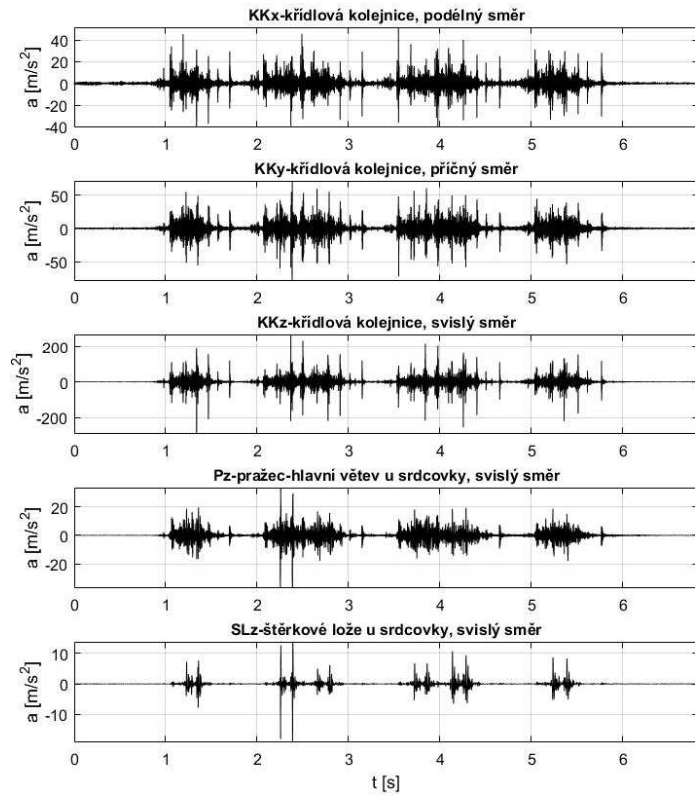 KKx-křídlová kolejnice, podélný směr
a [m/s²]
40
20
0
-20
-40
0 1 2 3 4 5 6
KKy-křídlová kolejnice, příčný směr
a [m/s²]
50
0
-50
0 1 2 3 4 5 6
KKz-křídlová kolejnice, svislý směr
a [m/s²]
200
0
-200
0 1 2 3 4 5 6
Pz-pražec-hlavní větev u srdcovky, svislý směr
a [m/s²]
20
0
-20
0 1 2 3 4 5 6
SLz-štěrkové lože u srdcovky, svislý směr
a [m/s²]
10
0
-10
0 1 2 3 4 5 6
t [s]